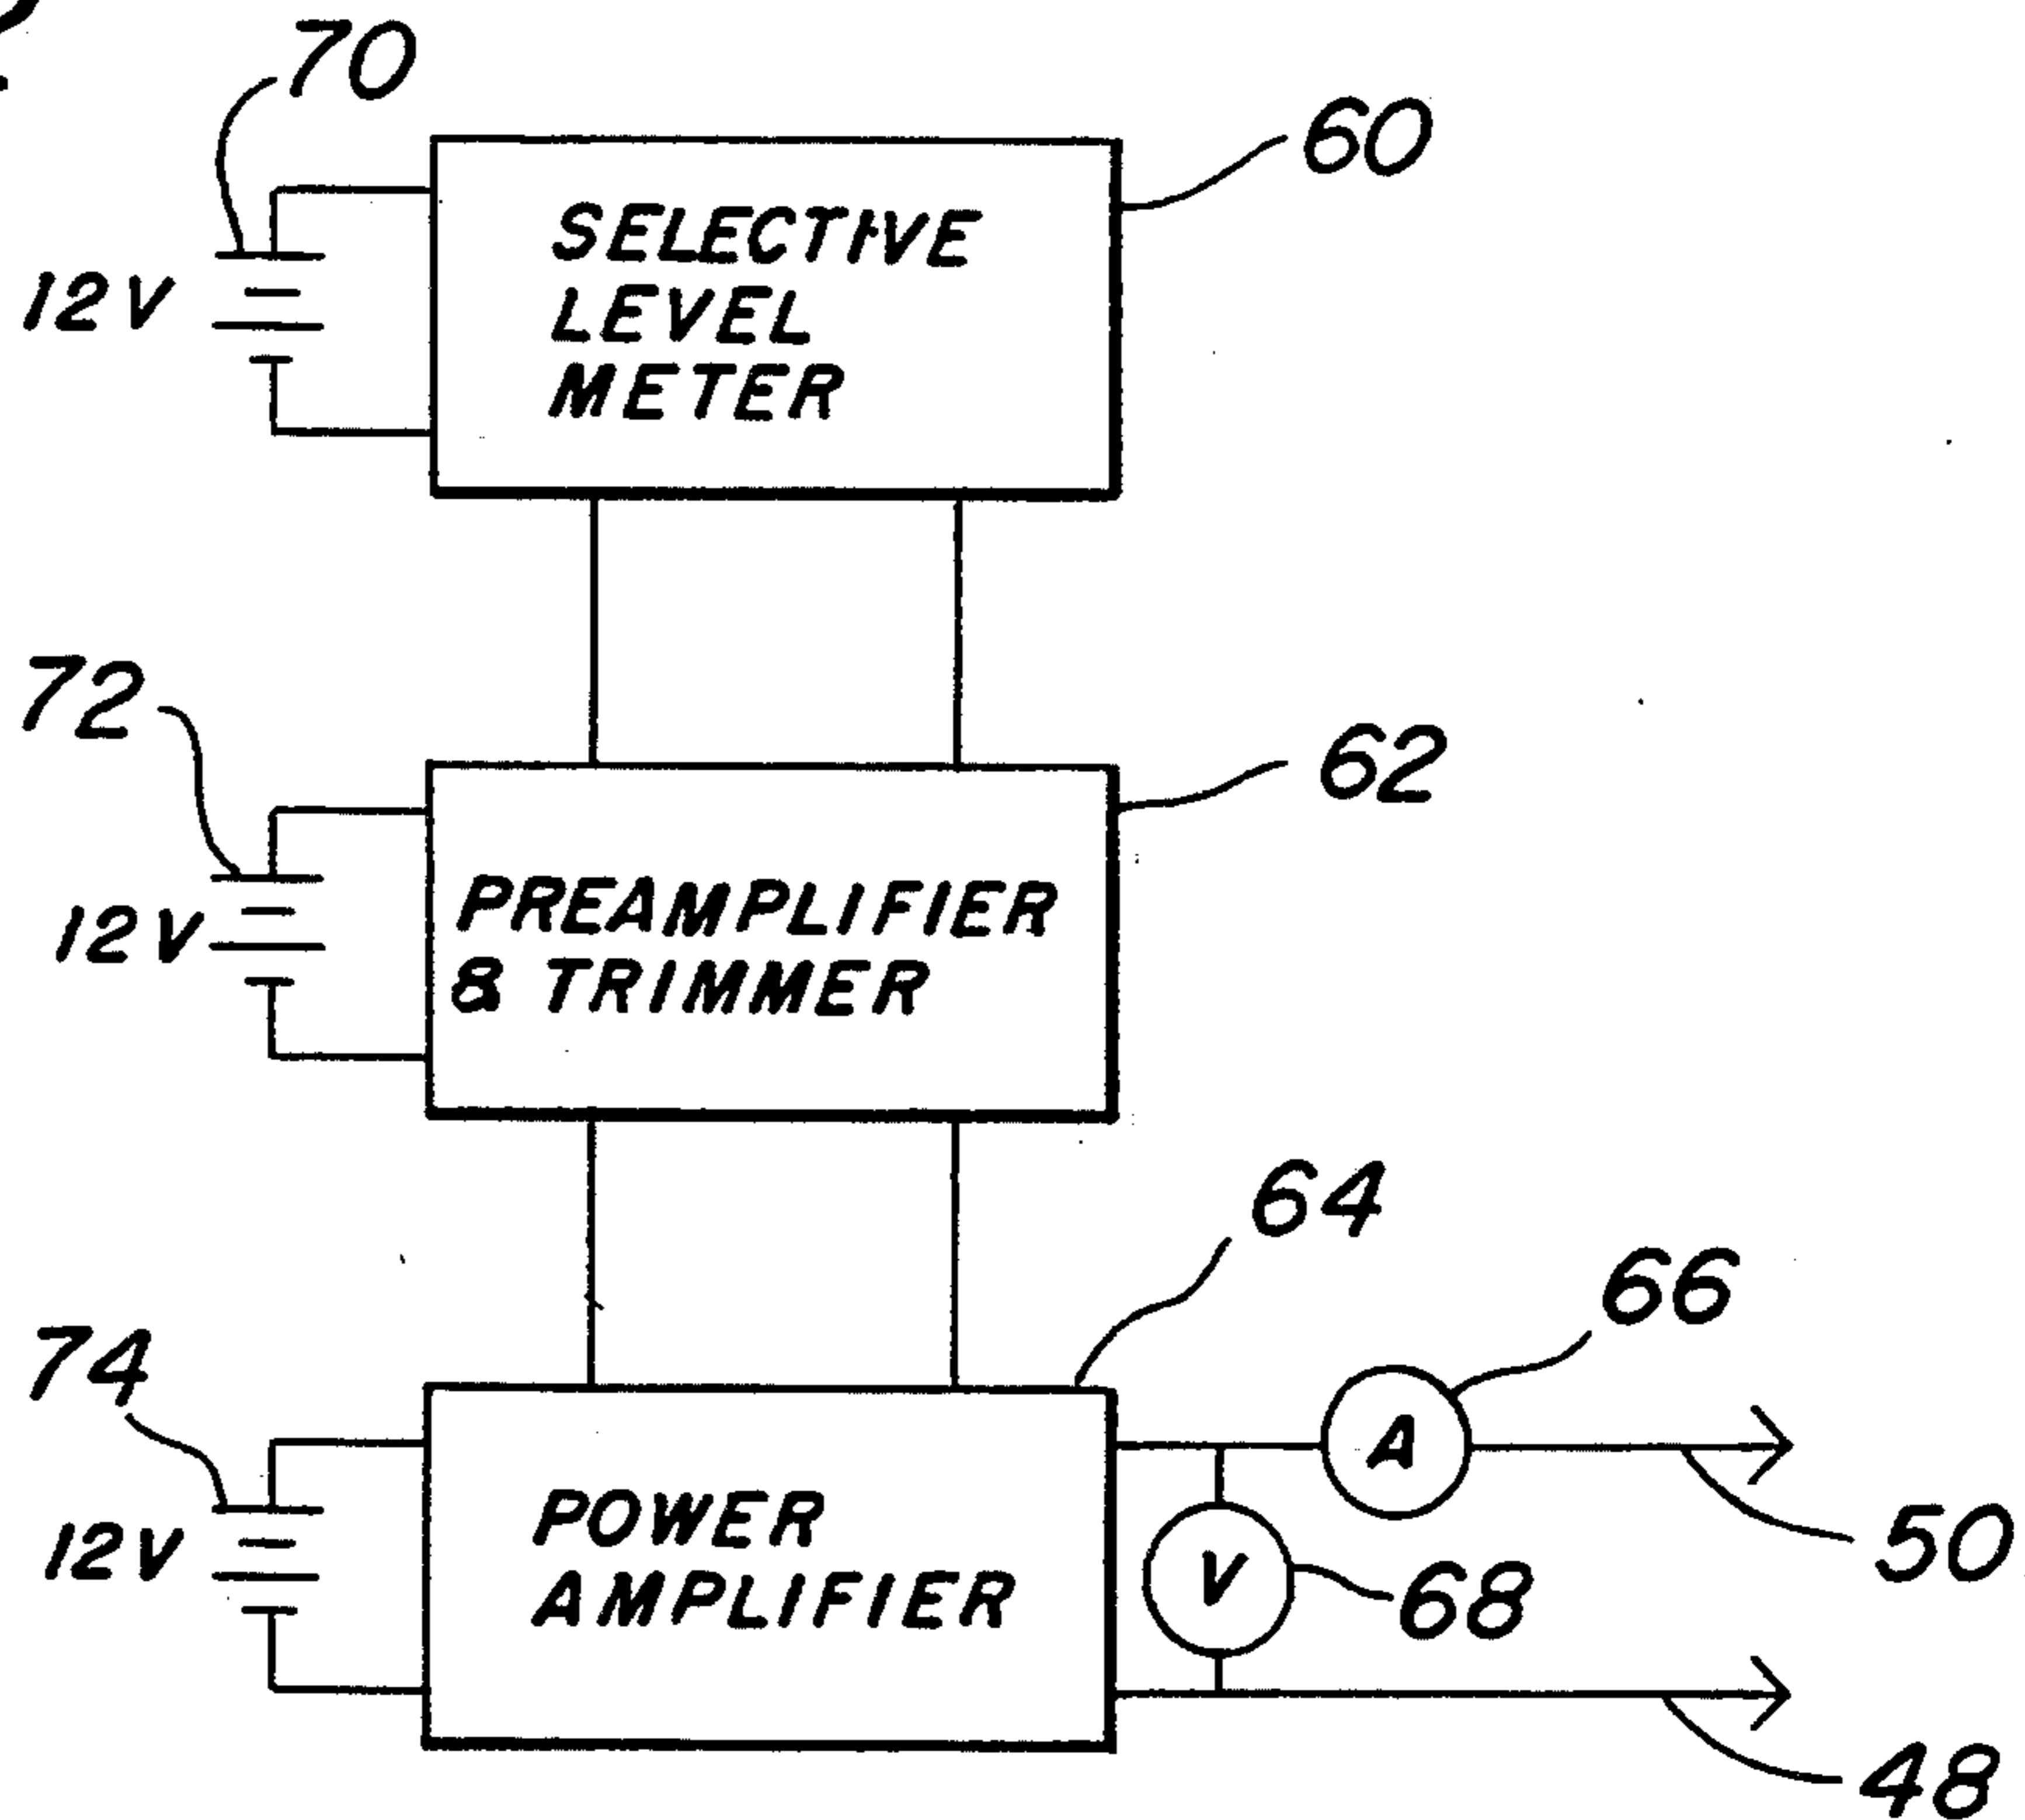 70
60
SELECTIVE
LEVEL
METER
12V
72
62
PREAMPLIFIER
& TRIMMER
12V
64
66
74
A
50
POWER
AMPLIFIER
12V
V
68
48